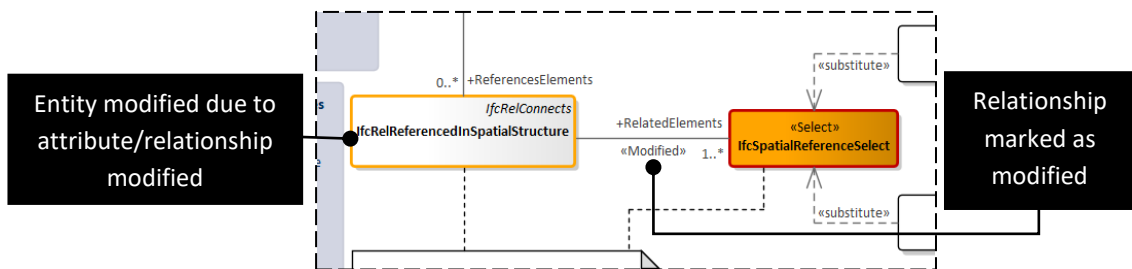 Entity modified due to
attribute/relationship
modified
0..*
+ReferencesElements
IfcRelConnects
IfcRelReferencedInSpatialStructure
+RelatedElements
«Modified»
1..*
«substitute»
«Select»
IfcSpatialReferenceSelect
«substitute»
Relationship
marked as
modified